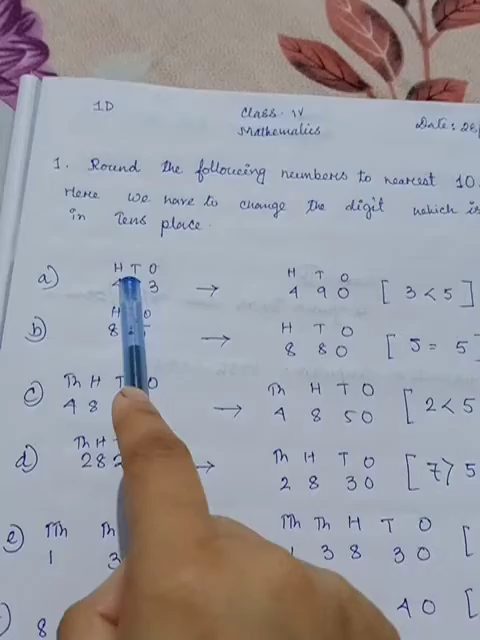 1D Class - IV Date: 28/
Mathematics
1. Round the following numbers to nearest 10.
Here we have to change the digit which is
in Tens place.
a) H T O H T O
4 3 → 4 9 0 [ 3 < 5 ]
b) H O H T O
8 → 8 8 0 [ 5 = 5 ]
c) Th H T O Th H T O
4 8 → 4 8 5 0 [ 2 < 5
d) Th H Th H T O
2 8 2 → 2 8 3 0 [ 7 > 5
e) TTh Th TTh Th H T O [
1 3 1 3 8 3 0
8 4 0 [